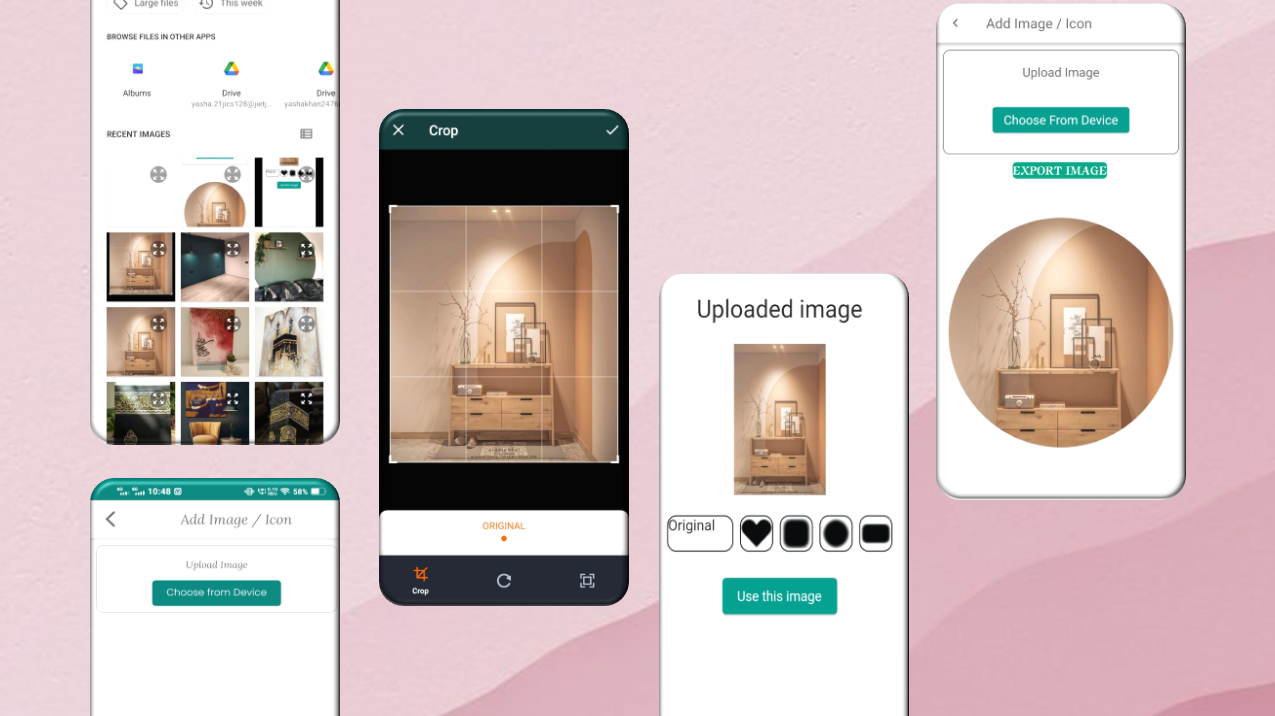 Large files
This week
BROWSE FILES IN OTHER APPS
Albums
Drive
Drive
yasha.21jics128@jietj...
yashakhan247
RECENT IMAGES
10:48
58%
Add Image / Icon
Upload Image
Choose from Device
Crop
ORIGINAL
Crop
Uploaded image
Original
Use this image
Add Image / Icon
Upload Image
Choose From Device
EXPORT IMAGE